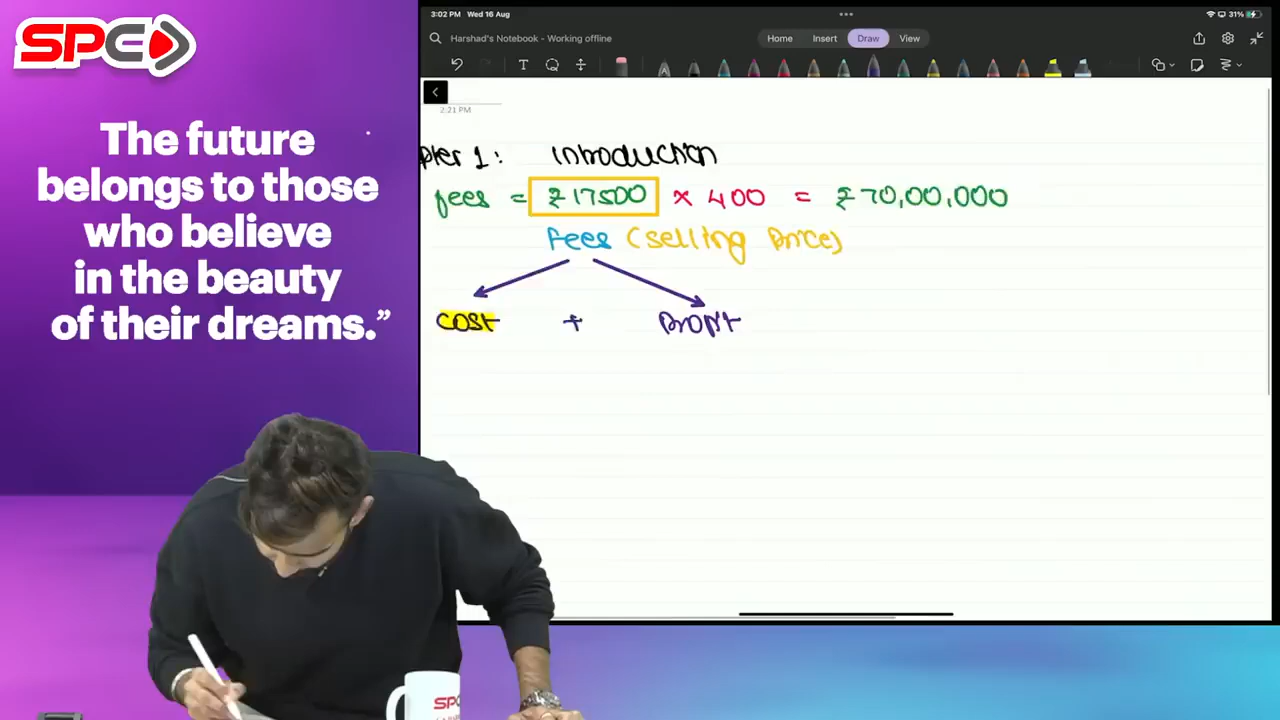 SPE
The future
belongs to those
who believe
in the beauty
of their dreams.”
3:02 PM Wed 16 Aug
31%
Harshad's Notebook - Working offline
Home Insert Draw View
2:21 PM
pter 1: Introduction
fees = ₹17500 × 400 = ₹70,00,000
Fees (selling price)
cost + profit
SPE